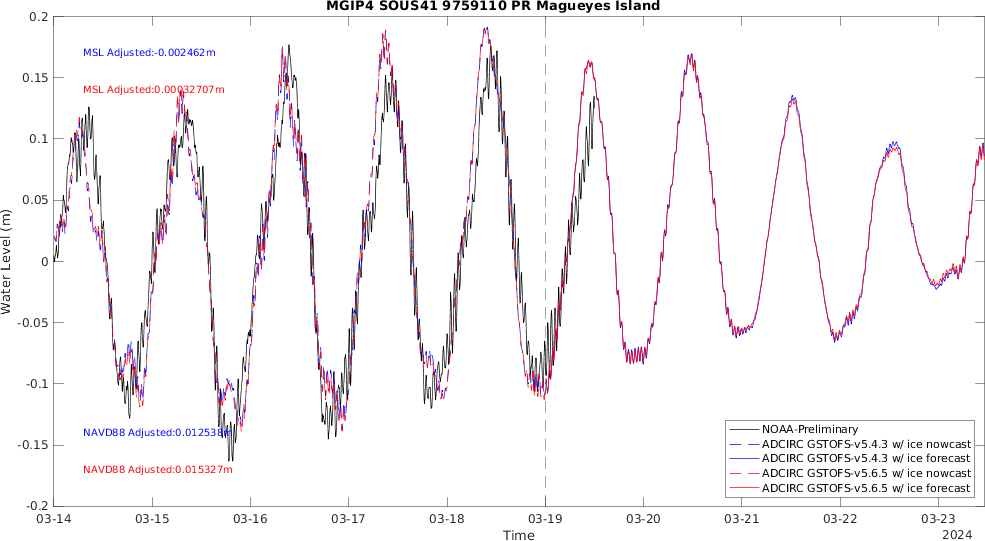 MGIP4 SOUS41 9759110 PR Magueyes Island
0.2
0.15
0.1
0.05
0
-0.05
-0.1
-0.15
-0.2
Water Level (m)
MSL Adjusted:-0.002462m
MSL Adjusted:0.00032707m
NAVD88 Adjusted:0.012538m
NAVD88 Adjusted:0.015327m
NOAA-Preliminary
ADCIRC GSTOFS-v5.4.3 w/ ice nowcast
ADCIRC GSTOFS-v5.4.3 w/ ice forecast
ADCIRC GSTOFS-v5.6.5 w/ ice nowcast
ADCIRC GSTOFS-v5.6.5 w/ ice forecast
03-14 03-15 03-16 03-17 03-18 03-19 03-20 03-21 03-22 03-23
Time
2024